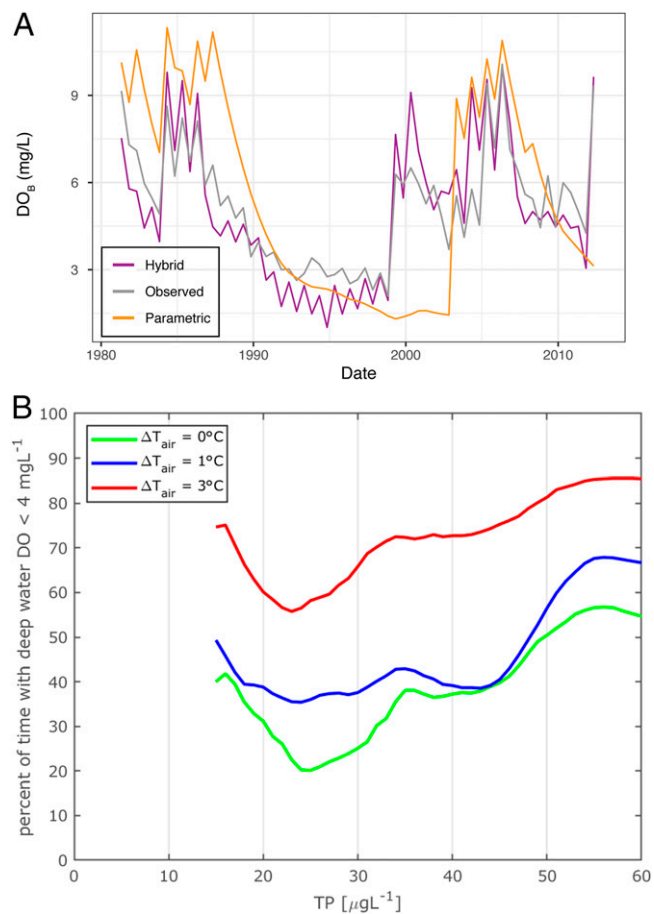 A
DO_B (mg/L)
9
6
3
Hybrid
Observed
Parametric
1980 1990 2000 2010
Date
B
percent of time with deep water DO < 4 mgL⁻¹
100
90
80
70
60
50
40
30
20
10
0
ΔT_air = 0°C
ΔT_air = 1°C
ΔT_air = 3°C
0 10 20 30 40 50 60
TP [μgL⁻¹]